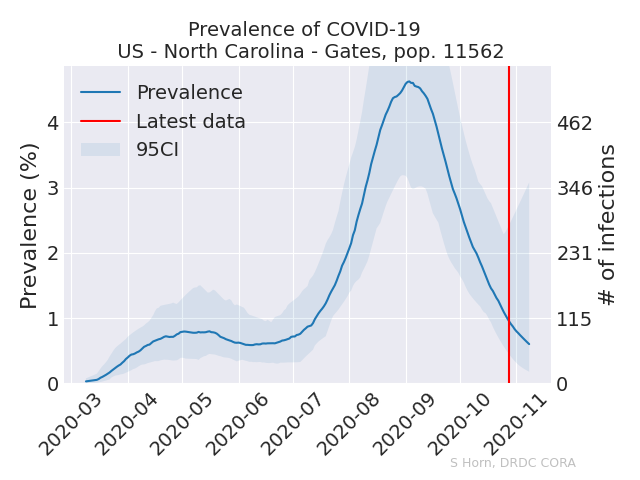 Prevalence of COVID-19
US - North Carolina - Gates, pop. 11562
Prevalence
Latest data
95CI
Prevalence (%)
4
3
2
1
0
462
346
231
115
0
# of infections
2020-03
2020-04
2020-05
2020-06
2020-07
2020-08
2020-09
2020-10
2020-11
S Horn, DRDC CORA